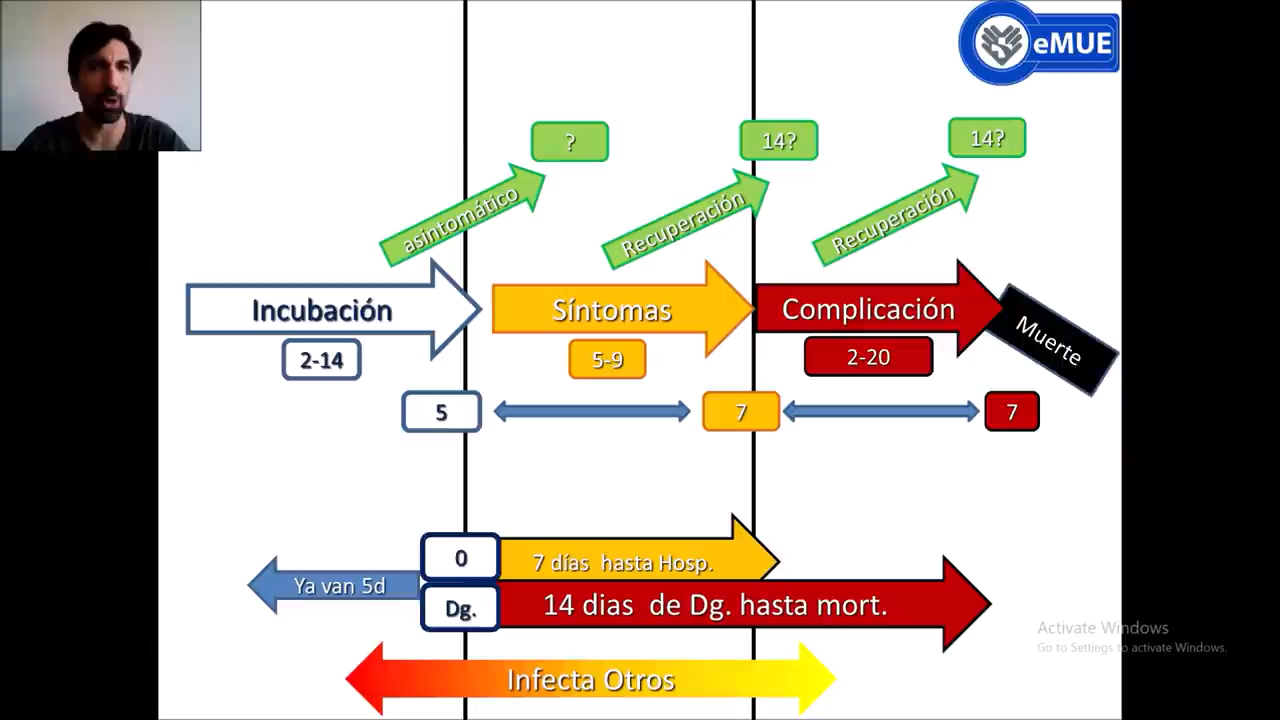 eMUE
?
14?
14?
asintomático
Recuperación
Recuperación
Incubación
Síntomas
Complicación
Muerte
2-14
5-9
2-20
5
7
7
0
7 días hasta Hosp.
Ya van 5d
Dg.
14 dias de Dg. hasta mort.
Activate Windows
Go to Settings to activate Windows.
Infecta Otros